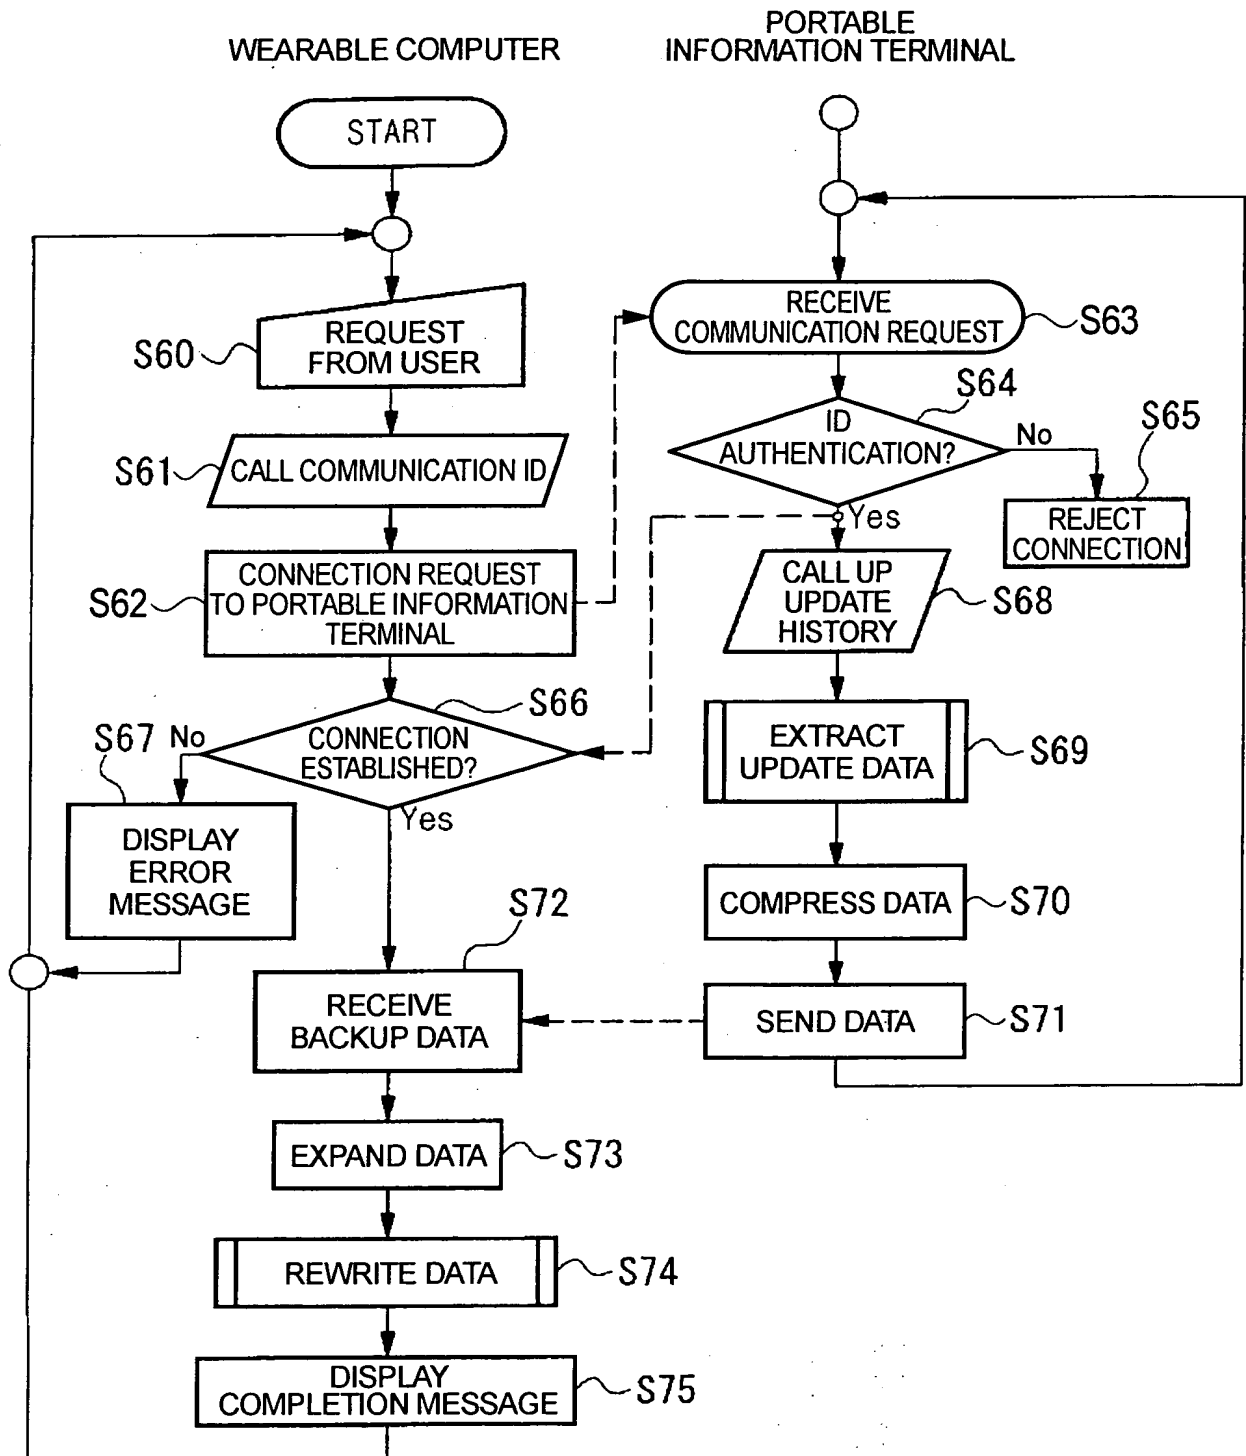 WEARABLE COMPUTER
PORTABLE
INFORMATION TERMINAL
START
REQUEST
FROM USER
S60
CALL COMMUNICATION ID
S61
CONNECTION REQUEST
TO PORTABLE INFORMATION
TERMINAL
S62
RECEIVE
COMMUNICATION REQUEST
S63
ID
AUTHENTICATION?
S64
No
Yes
S65
REJECT
CONNECTION
CALL UP
UPDATE
HISTORY
S68
CONNECTION
ESTABLISHED?
S66
No
Yes
S67
DISPLAY
ERROR
MESSAGE
EXTRACT
UPDATE DATA
S69
COMPRESS DATA
S70
SEND DATA
S71
S72
RECEIVE
BACKUP DATA
EXPAND DATA
S73
REWRITE DATA
S74
DISPLAY
COMPLETION MESSAGE
S75